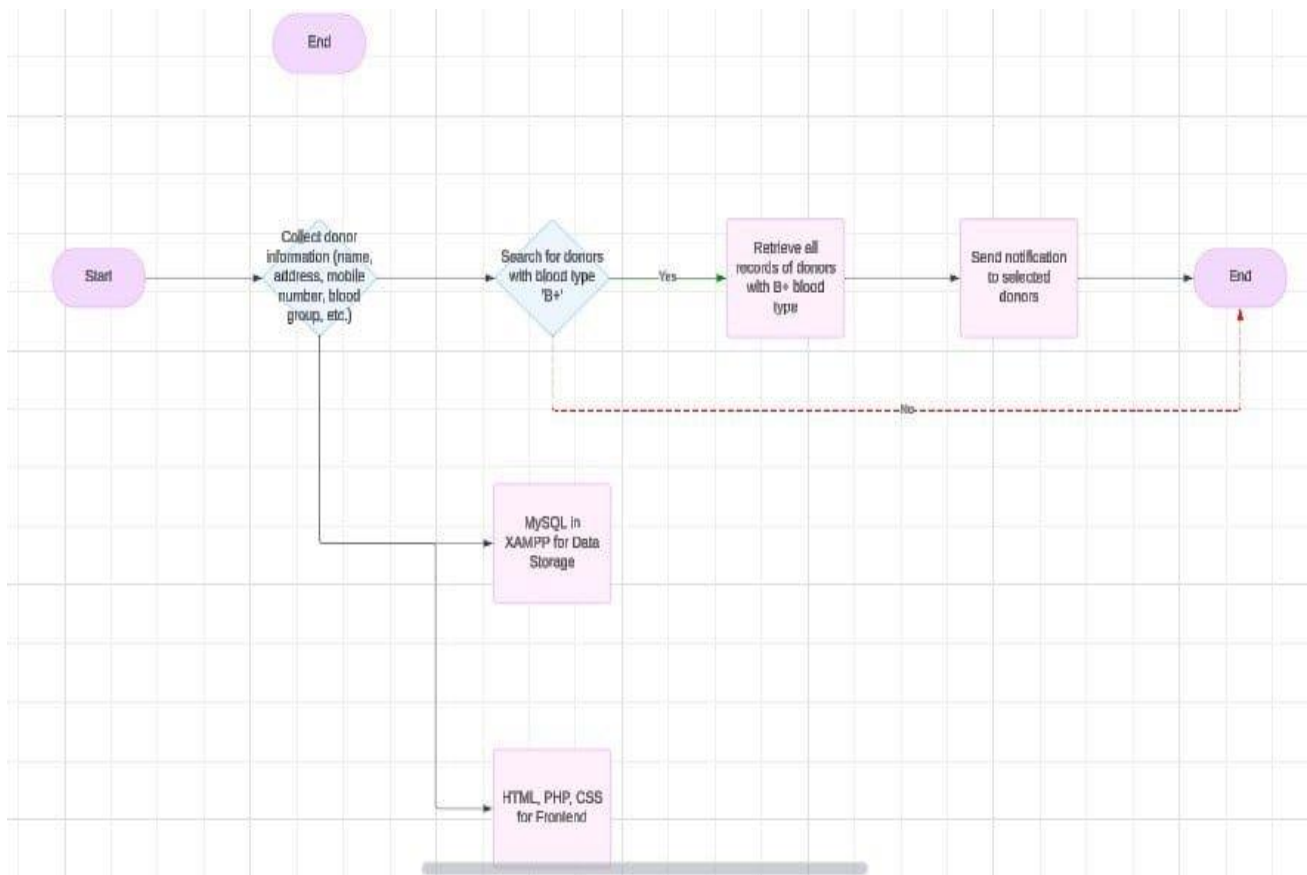 End
Start
Collect donor
information (name,
address, mobile
number, blood
group, etc.)
Search for donors
with blood type
'B+'
Yes
Retrieve all
records of donors
with B+ blood
type
Send notification
to selected
donors
End
No
MySQL in
XAMPP for Data
Storage
HTML, PHP, CSS
for Frontend